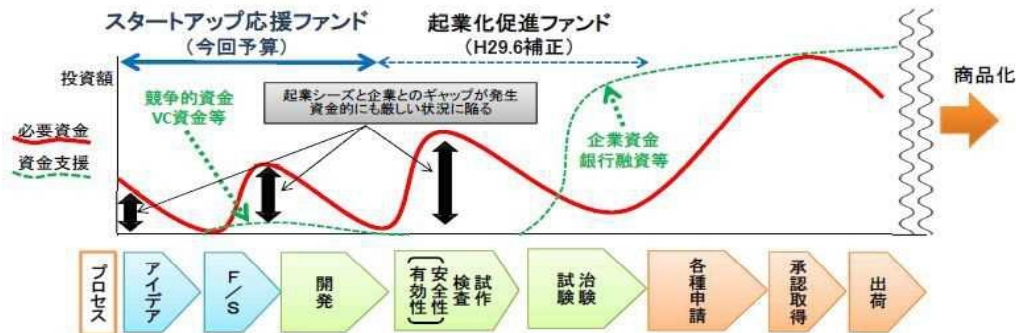 スタートアップ応援ファンド
(今回予算)
起業化促進ファンド
(H29.6補正)
投資額
競争的資金
VC資金等
起業シーズと企業とのギャップが発生
資金的にも厳しい状況に陥る
商品化
必要資金
資金支援
企業資金
銀行融資等
プロセス
アイデア
F/S
開発
試作
検査
(安全性
有効性)
治験
試験
各種申請
承認取得
出荷